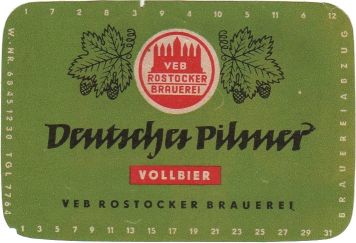 1 7 2 8 3 9 4 10 5 11 6 12
W.-NR. 63451230 TGL 7764
VEB
ROSTOCKER
BRAUEREI
BRAUEREIABZUG
Deutsches Pilsner
VOLLBIER
VEB ROSTOCKER BRAUEREI
1 3 5 7 9 11 13 15 17 19 21 23 25 27 29 31